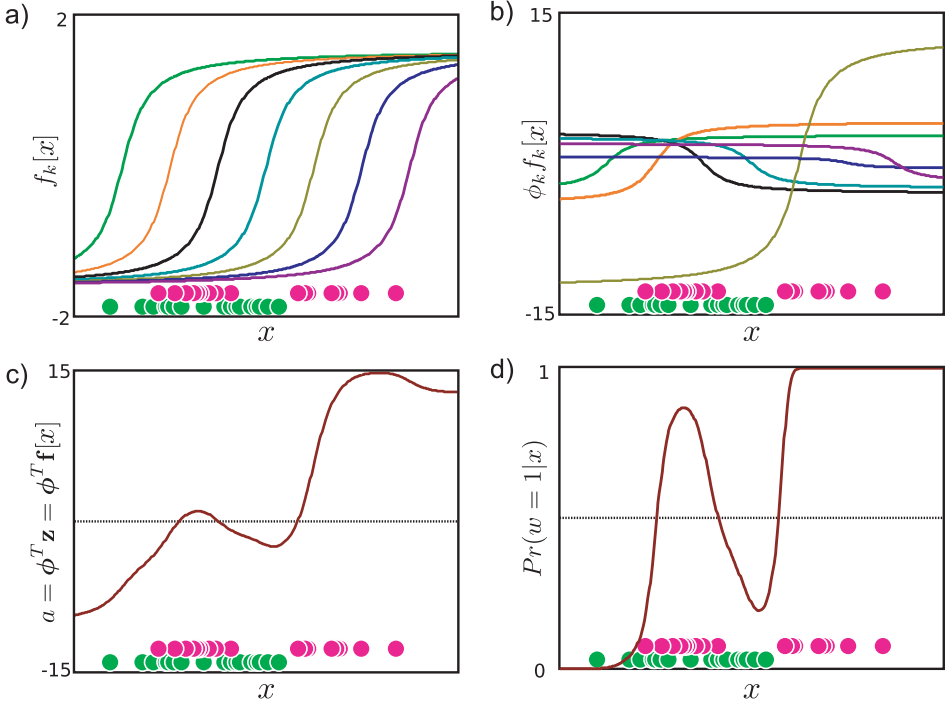 a)
2
f_k[x]
-2
x
b)
15
ϕ_k f_k[x]
-15
x
c)
15
a = ϕ^T z = ϕ^T f[x]
-15
x
d)
1
Pr(w = 1|x)
0
x